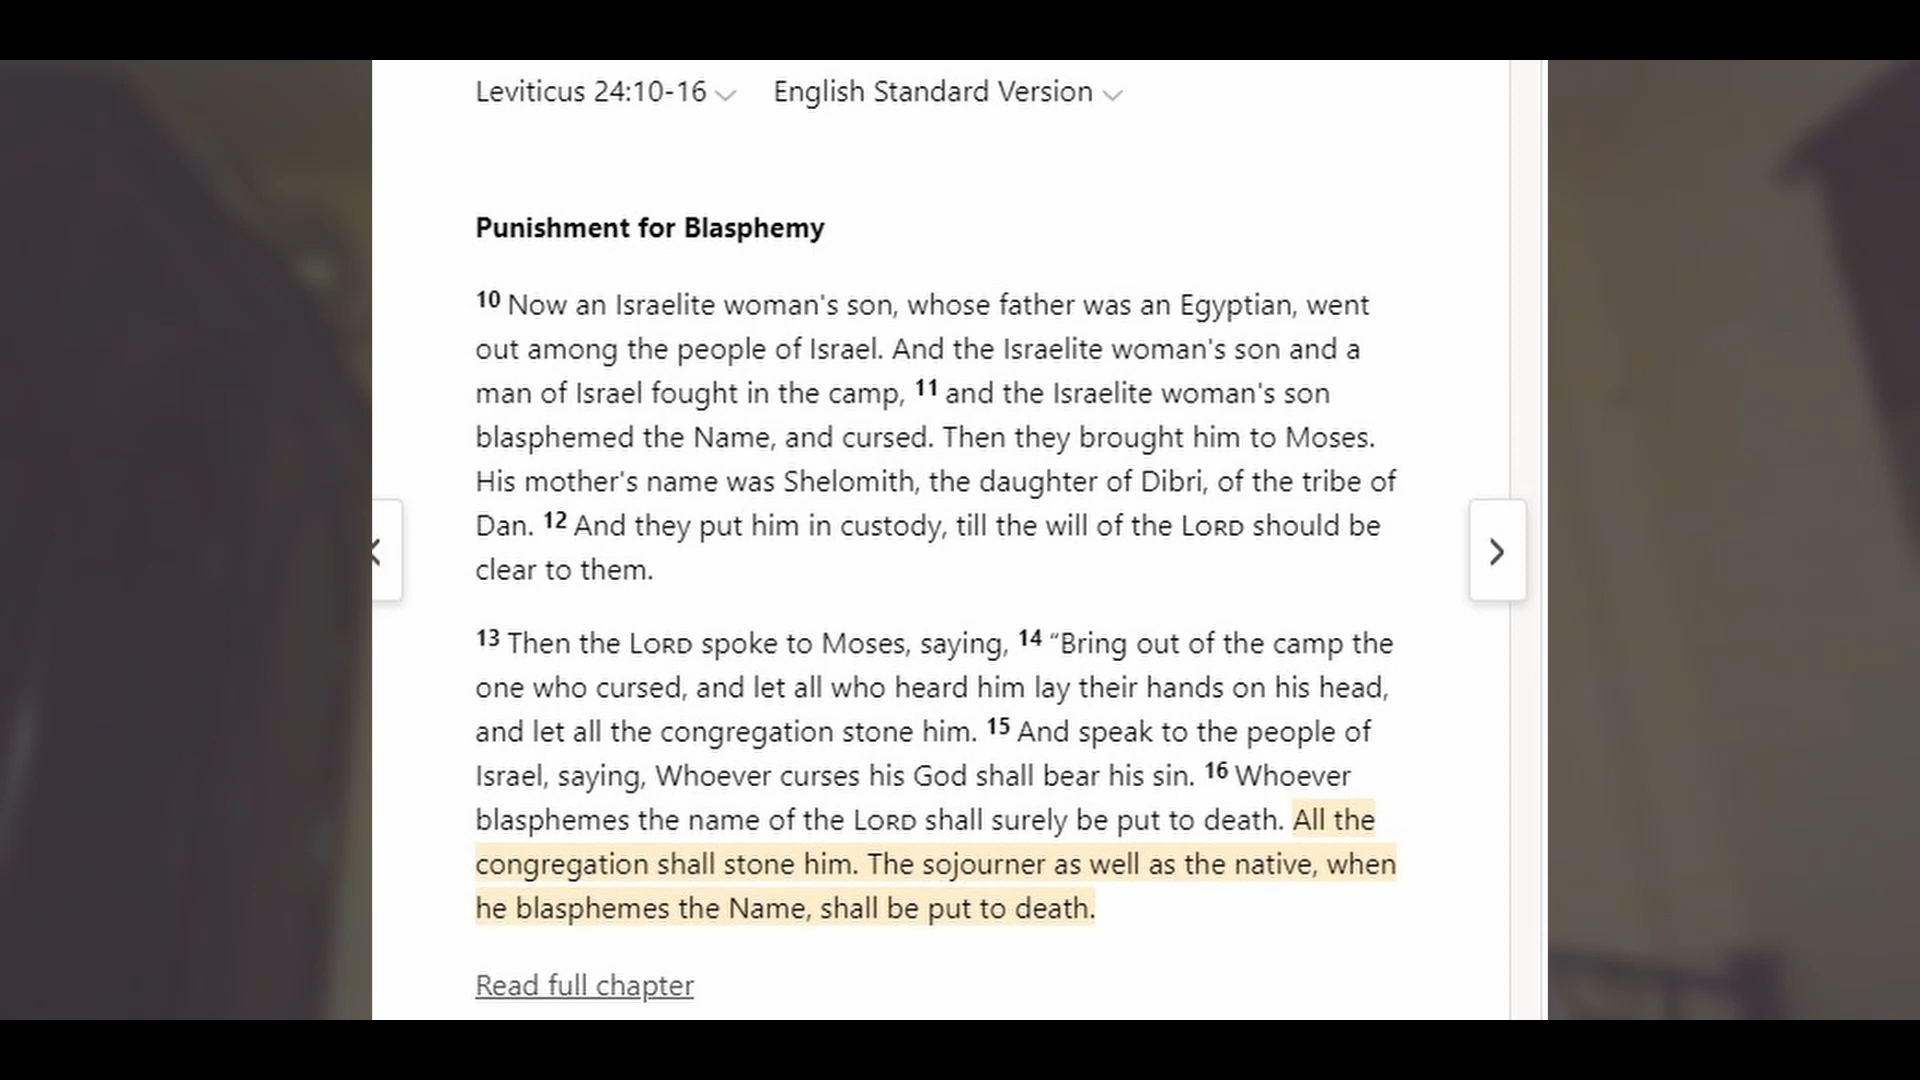 Leviticus 24:10-16 English Standard Version
Punishment for Blasphemy
10 Now an Israelite woman's son, whose father was an Egyptian, went
out among the people of Israel. And the Israelite woman's son and a
man of Israel fought in the camp, 11 and the Israelite woman's son
blasphemed the Name, and cursed. Then they brought him to Moses.
His mother's name was Shelomith, the daughter of Dibri, of the tribe of
Dan. 12 And they put him in custody, till the will of the LORD should be
clear to them.
13 Then the LORD spoke to Moses, saying, 14 “Bring out of the camp the
one who cursed, and let all who heard him lay their hands on his head,
and let all the congregation stone him. 15 And speak to the people of
Israel, saying, Whoever curses his God shall bear his sin. 16 Whoever
blasphemes the name of the LORD shall surely be put to death. All the
congregation shall stone him. The sojourner as well as the native, when
he blasphemes the Name, shall be put to death.
Read full chapter